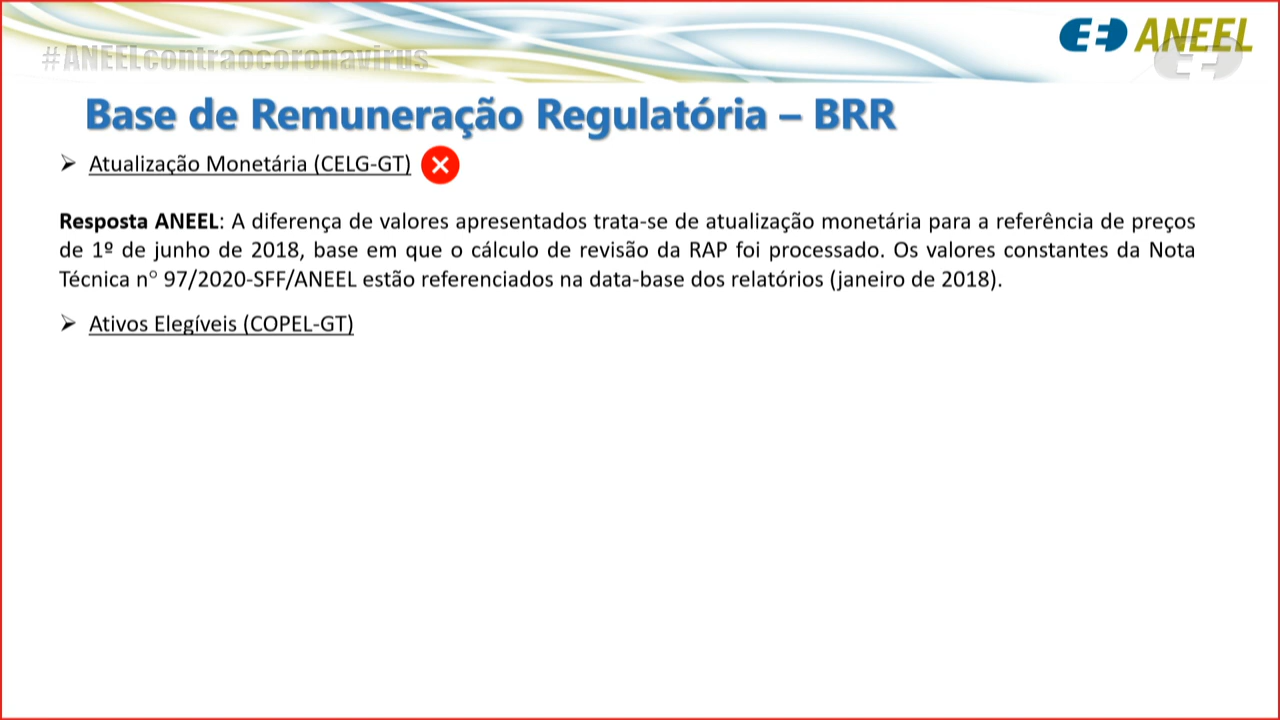 #ANEELcontraocoronavirus
ANEEL
Base de Remuneração Regulatória – BRR
➢ Atualização Monetária (CELG-GT)
Resposta ANEEL: A diferença de valores apresentados trata-se de atualização monetária para a referência de preços
de 1º de junho de 2018, base em que o cálculo de revisão da RAP foi processado. Os valores constantes da Nota
Técnica n° 97/2020-SFF/ANEEL estão referenciados na data-base dos relatórios (janeiro de 2018).
➢ Ativos Elegíveis (COPEL-GT)